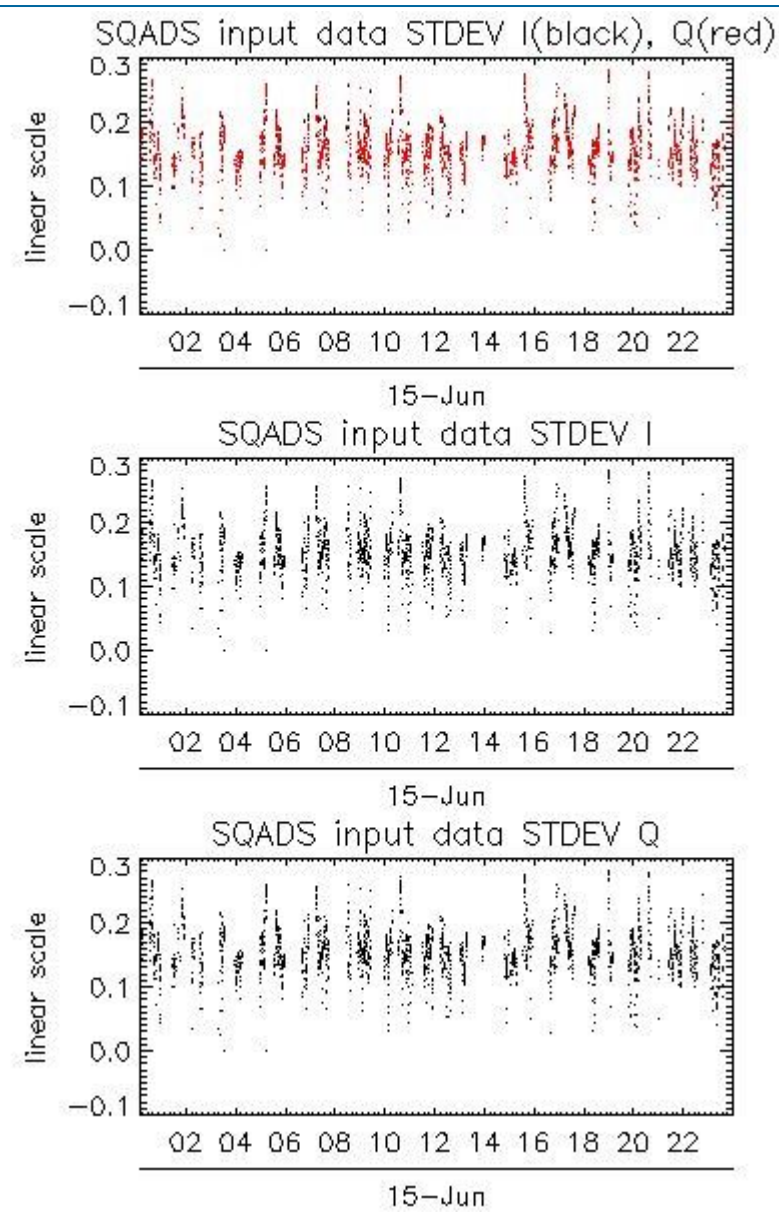 SQADS input data STDEV I(black), Q(red)
0.3
0.2
0.1
0.0
−0.1
linear scale
02 04 06 08 10 12 14 16 18 20 22
15−Jun
SQADS input data STDEV I
0.3
0.2
0.1
0.0
−0.1
linear scale
02 04 06 08 10 12 14 16 18 20 22
15−Jun
SQADS input data STDEV Q
0.3
0.2
0.1
0.0
−0.1
linear scale
02 04 06 08 10 12 14 16 18 20 22
15−Jun